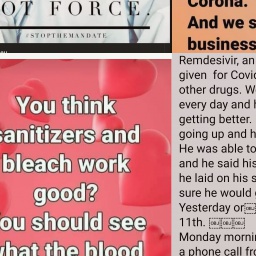 OT FORCE.
#STOPTHEMANDATE
You think
sanitizers and
bleach work
good?
You should see
what the blood
Corona.
And we s
business
Remdesivir, an
given for Covid
other drugs. W
every day and h
getting better.
going up and h
He was able to
and he said his
he laid on his s
sure he would g
Yesterday or
11th.
Monday mornin
a phone call fro